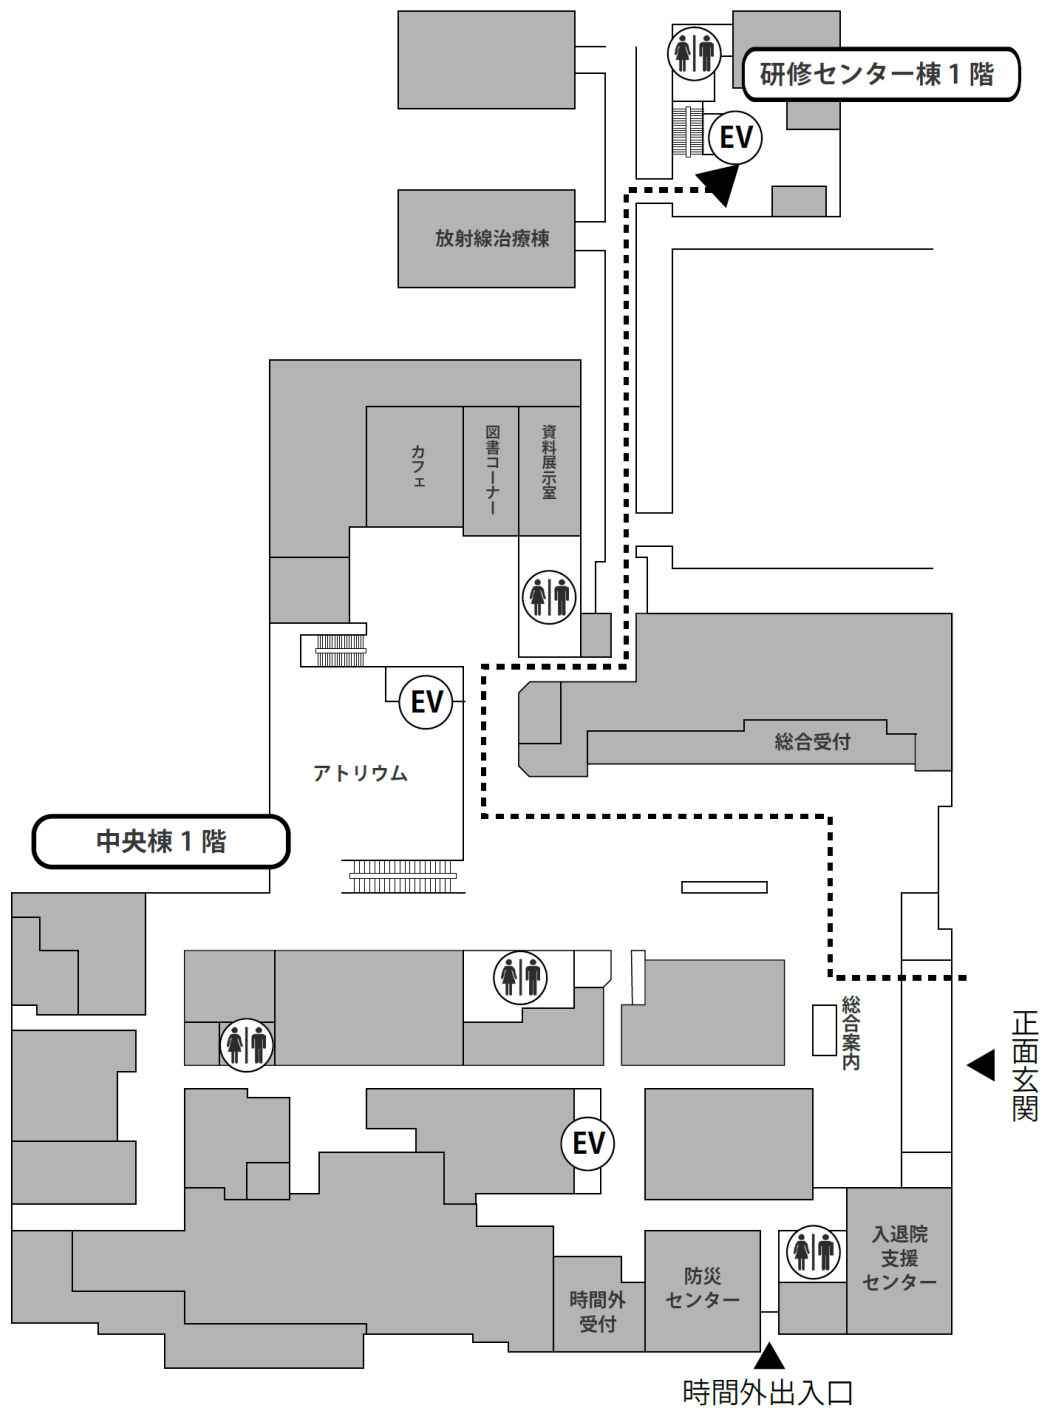 研修センター棟1階
EV
放射線治療棟
カフェ
図書コーナー
資料展示室
EV
総合受付
アトリウム
中央棟1階
総合案内
正面玄関
EV
入退院
支援
センター
防災
センター
時間外
受付
時間外出入口